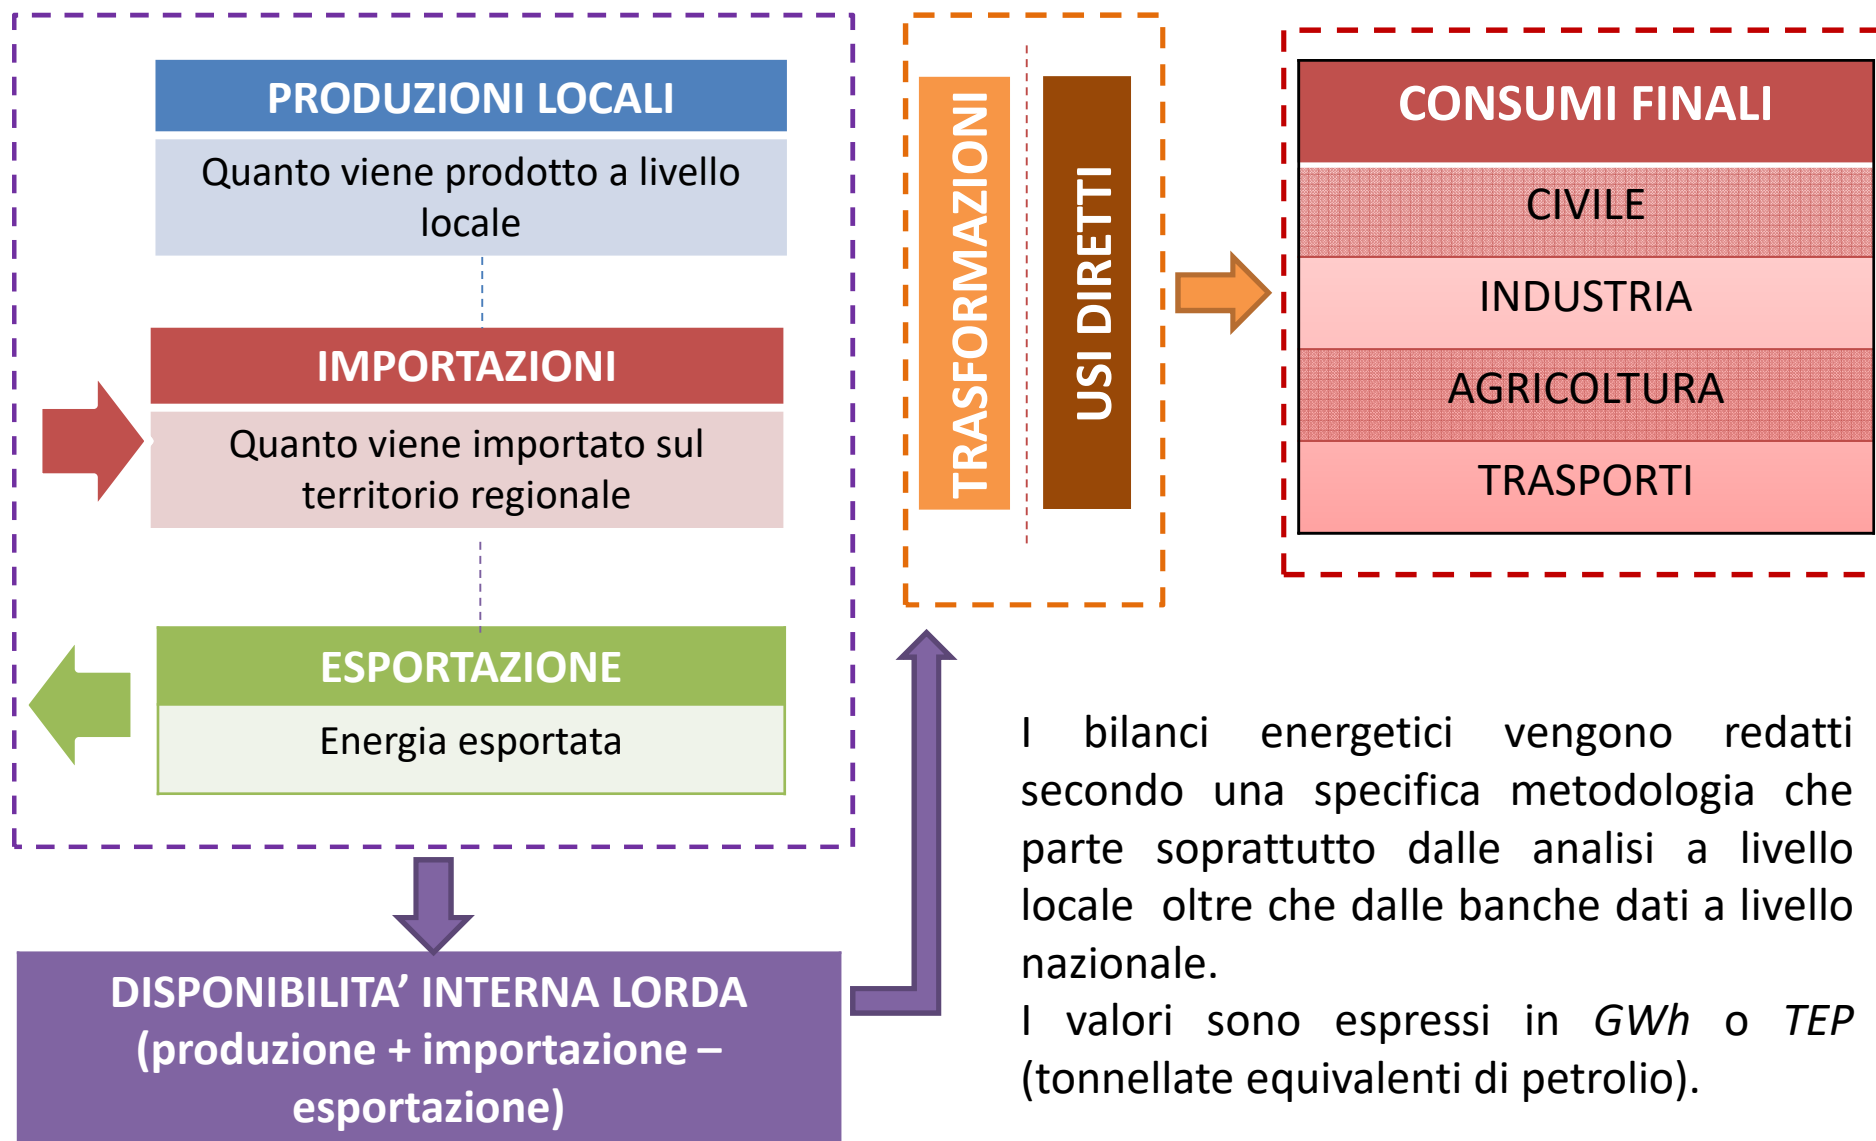 PRODUZIONI LOCALI
Quanto viene prodotto a livello
locale
IMPORTAZIONI
Quanto viene importato sul
territorio regionale
ESPORTAZIONE
Energia esportata
DISPONIBILITA’ INTERNA LORDA
(produzione + importazione –
esportazione)
TRASFORMAZIONI
USI DIRETTI
CONSUMI FINALI
CIVILE
INDUSTRIA
AGRICOLTURA
TRASPORTI
I bilanci energetici vengono redatti
secondo una specifica metodologia che
parte soprattutto dalle analisi a livello
locale oltre che dalle banche dati a livello
nazionale.
I valori sono espressi in GWh o TEP
(tonnellate equivalenti di petrolio).